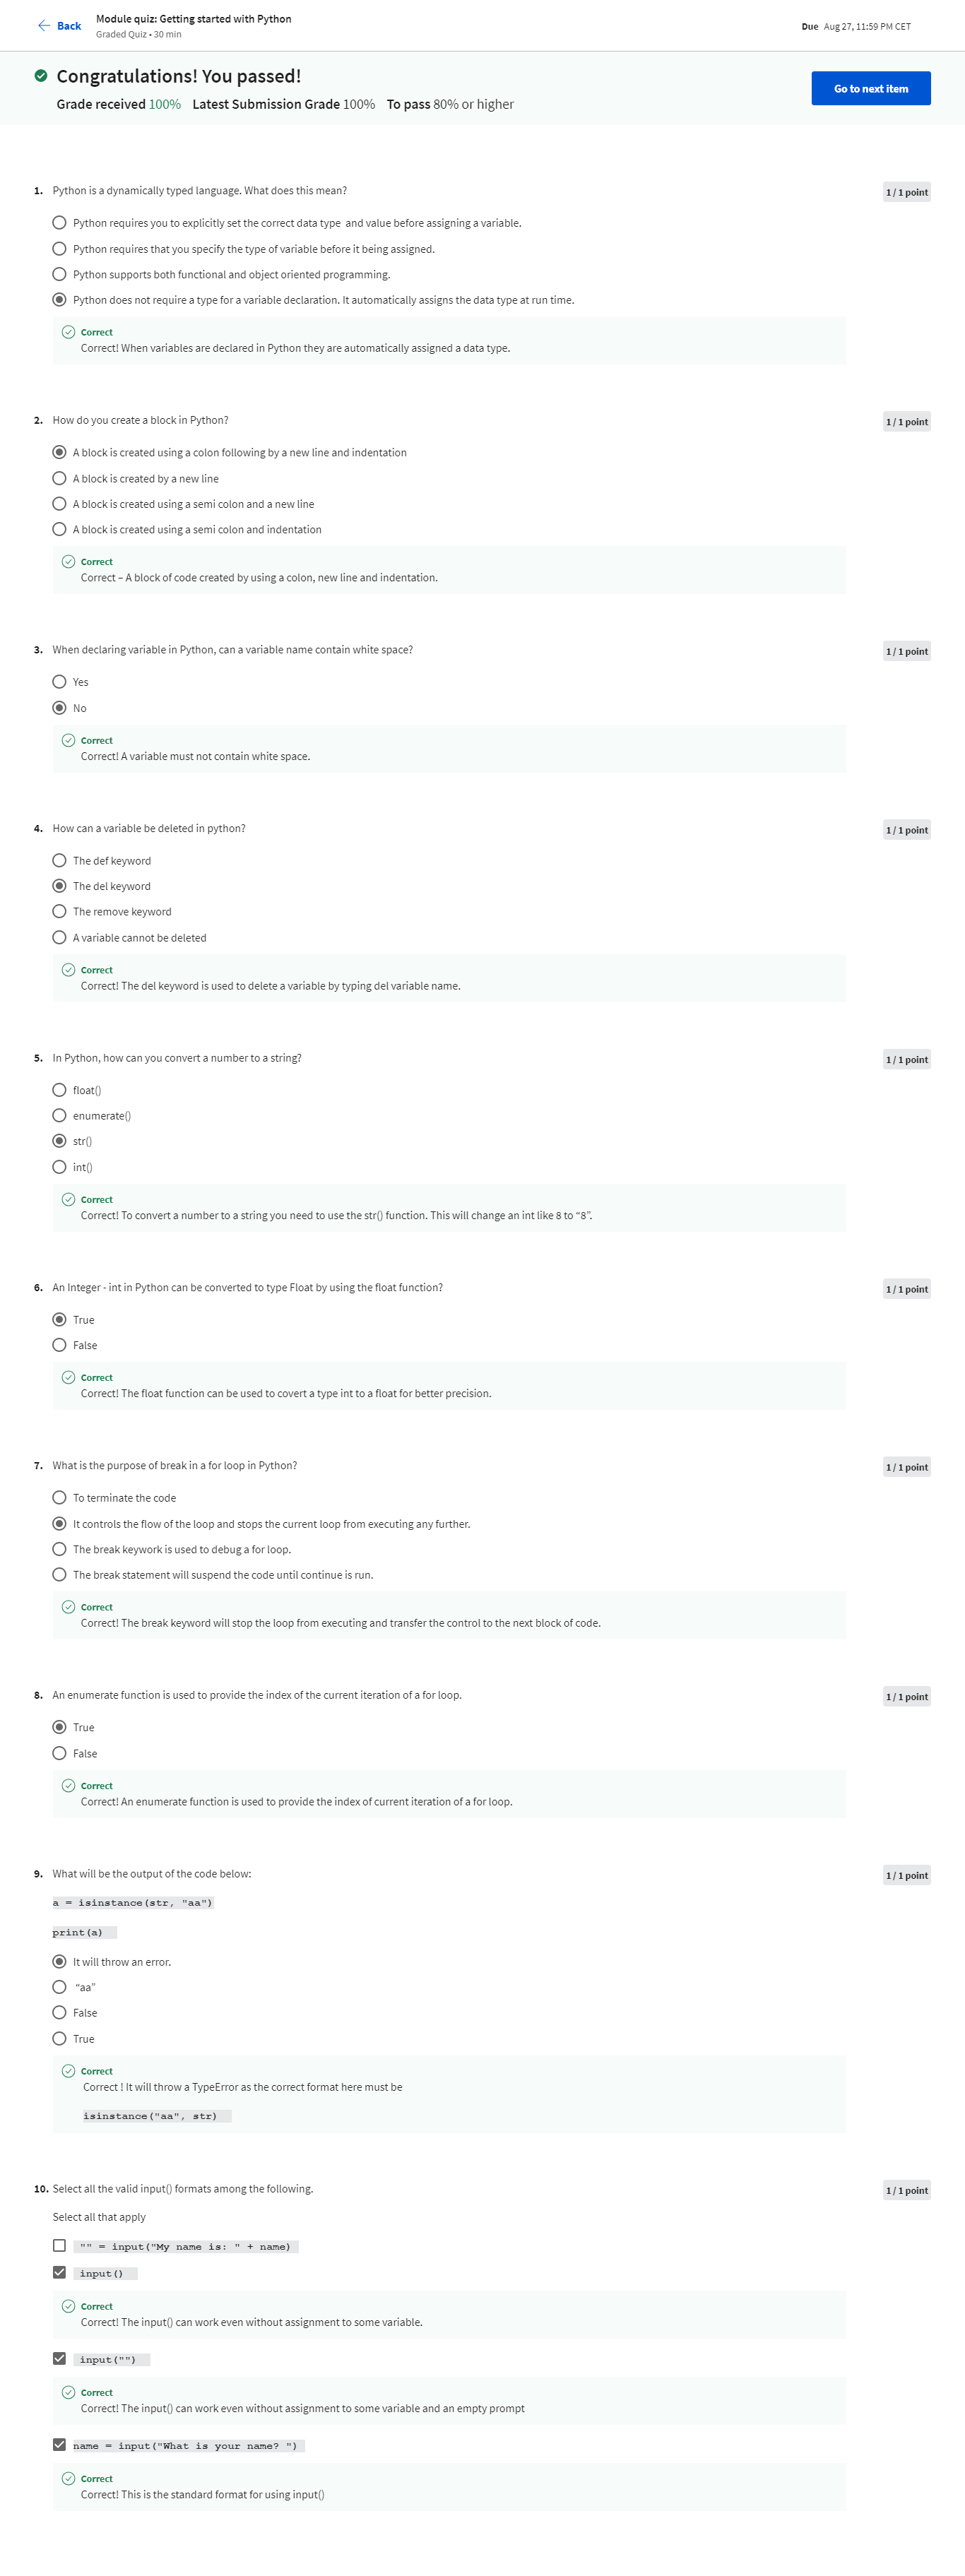 Back
Module quiz: Getting started with Python
Graded Quiz • 30 min
Due Aug 27, 11:59 PM CET
Congratulations! You passed!
Grade received 100% Latest Submission Grade 100% To pass 80% or higher
Go to next item
1. Python is a dynamically typed language. What does this mean?
1 / 1 point
Python requires you to explicitly set the correct data type and value before assigning a variable.
Python requires that you specify the type of variable before it being assigned.
Python supports both functional and object oriented programming.
Python does not require a type for a variable declaration. It automatically assigns the data type at run time.
Correct
Correct! When variables are declared in Python they are automatically assigned a data type.
2. How do you create a block in Python?
1 / 1 point
A block is created using a colon following by a new line and indentation
A block is created by a new line
A block is created using a semi colon and a new line
A block is created using a semi colon and indentation
Correct
Correct – A block of code created by using a colon, new line and indentation.
3. When declaring variable in Python, can a variable name contain white space?
1 / 1 point
Yes
No
Correct
Correct! A variable must not contain white space.
4. How can a variable be deleted in python?
1 / 1 point
The def keyword
The del keyword
The remove keyword
A variable cannot be deleted
Correct
Correct! The del keyword is used to delete a variable by typing del variable name.
5. In Python, how can you convert a number to a string?
1 / 1 point
float()
enumerate()
str()
int()
Correct
Correct! To convert a number to a string you need to use the str() function. This will change an int like 8 to “8”.
6. An Integer - int in Python can be converted to type Float by using the float function?
1 / 1 point
True
False
Correct
Correct! The float function can be used to covert a type int to a float for better precision.
7. What is the purpose of break in a for loop in Python?
1 / 1 point
To terminate the code
It controls the flow of the loop and stops the current loop from executing any further.
The break keywork is used to debug a for loop.
The break statement will suspend the code until continue is run.
Correct
Correct! The break keyword will stop the loop from executing and transfer the control to the next block of code.
8. An enumerate function is used to provide the index of the current iteration of a for loop.
1 / 1 point
True
False
Correct
Correct! An enumerate function is used to provide the index of current iteration of a for loop.
9. What will be the output of the code below:
1 / 1 point
a = isinstance(str, "aa")
print(a)
It will throw an error.
“aa”
False
True
Correct
Correct ! It will throw a TypeError as the correct format here must be
isinstance("aa", str)
10. Select all the valid input() formats among the following.
1 / 1 point
Select all that apply
"" = input("My name is: " + name)
input()
Correct
Correct! The input() can work even without assignment to some variable.
input("")
Correct
Correct! The input() can work even without assignment to some variable and an empty prompt
name = input("What is your name? ")
Correct
Correct! This is the standard format for using input()